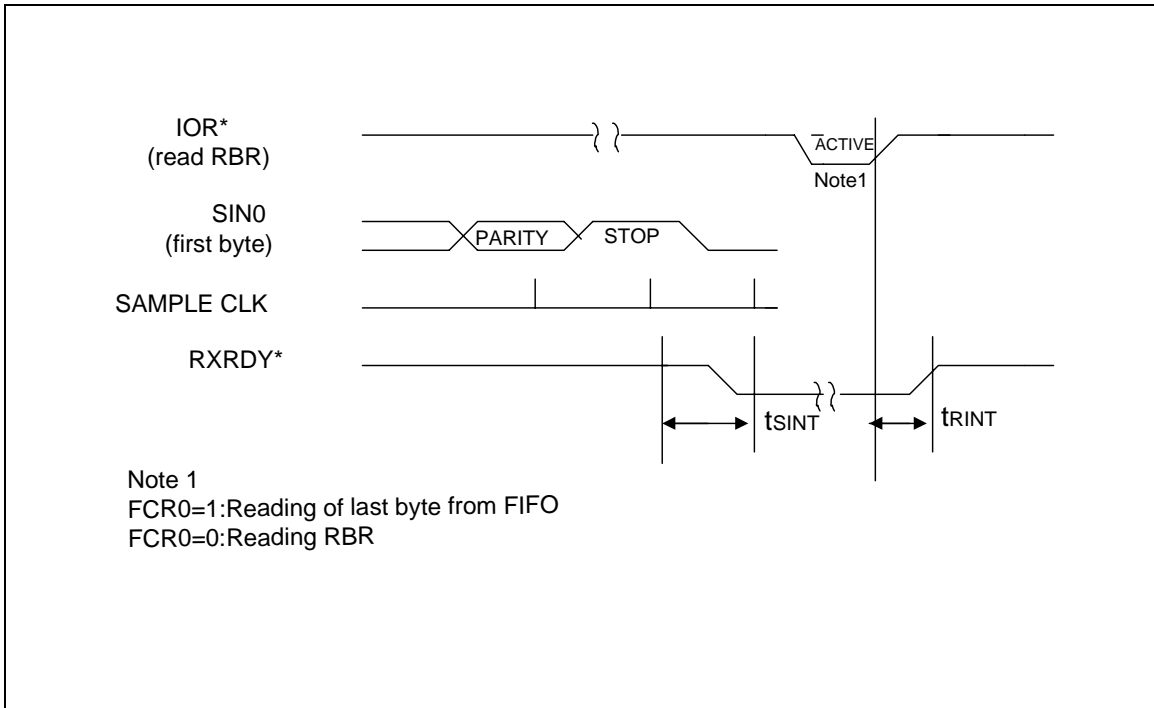 IOR*
(read RBR)
ACTIVE
Note1
SIN0
(first byte)
PARITY
STOP
SAMPLE CLK
RXRDY*
tSINT
tRINT
Note 1
FCR0=1:Reading of last byte from FIFO
FCR0=0:Reading RBR